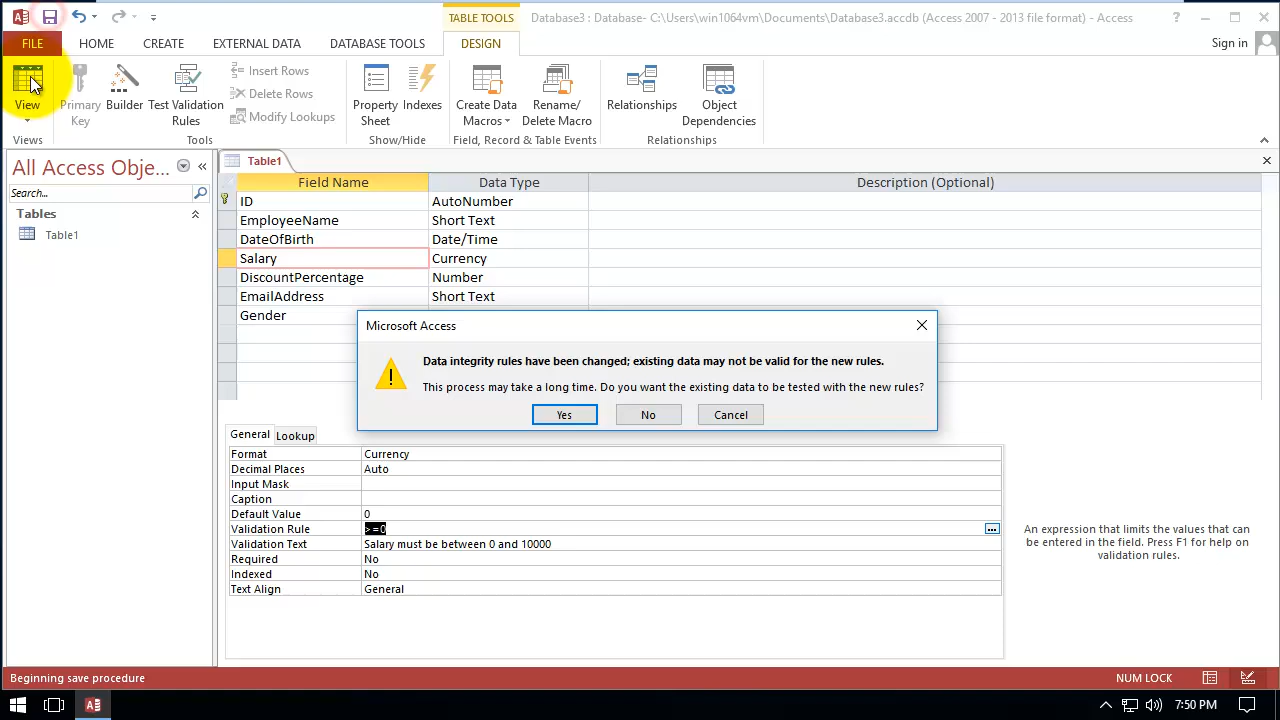 TABLE TOOLS
Database3 : Database- C:\Users\win1064vm\Documents\Database3.accdb (Access 2007 - 2013 file format) - Access
FILE HOME CREATE EXTERNAL DATA DATABASE TOOLS DESIGN Sign in
View
Primary Key
Builder
Test Validation Rules
Insert Rows
Delete Rows
Modify Lookups
Property Sheet
Indexes
Create Data Macros
Rename/ Delete Macro
Relationships
Object Dependencies
Views Tools Show/Hide Field, Record & Table Events Relationships
All Access Obje...
Search...
Tables
Table1
Table1
Field Name Data Type Description (Optional)
ID AutoNumber
EmployeeName Short Text
DateOfBirth Date/Time
Salary Currency
DiscountPercentage Number
EmailAddress Short Text
Gender
Microsoft Access
Data integrity rules have been changed; existing data may not be valid for the new rules.
This process may take a long time. Do you want the existing data to be tested with the new rules?
Yes No Cancel
General Lookup
Format Currency
Decimal Places Auto
Input Mask
Caption
Default Value 0
Validation Rule >=0
Validation Text Salary must be between 0 and 10000
Required No
Indexed No
Text Align General
An expression that limits the values that can
be entered in the field. Press F1 for help on
validation rules.
Beginning save procedure NUM LOCK
7:50 PM